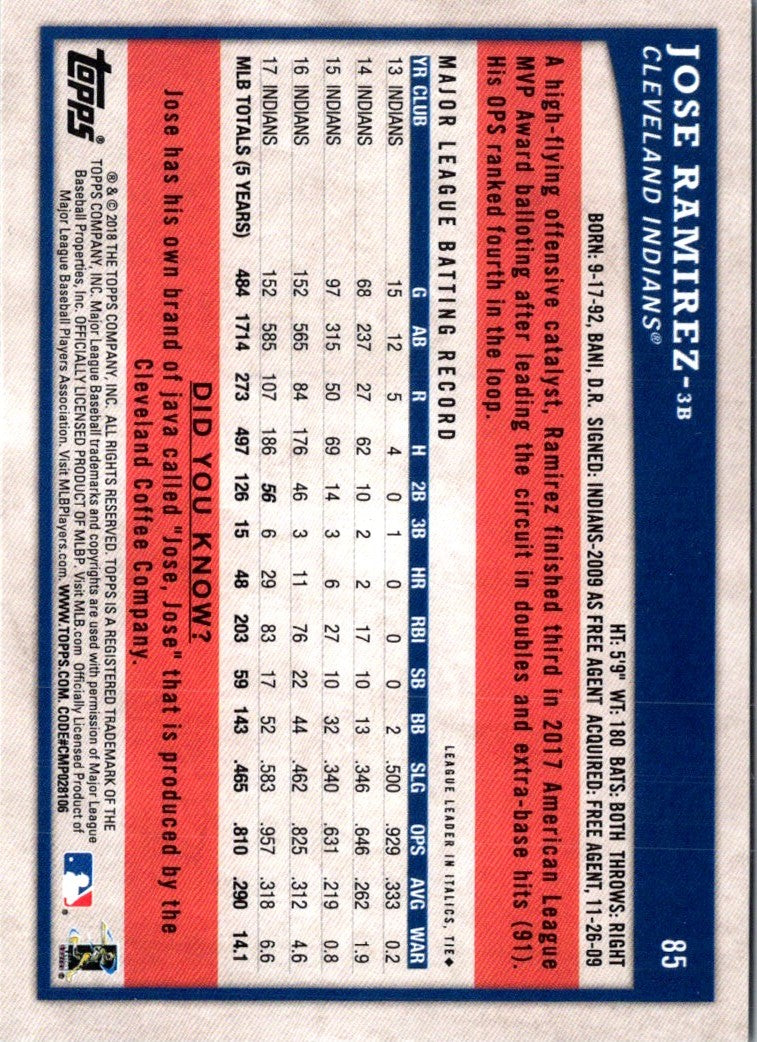 85
JOSE RAMIREZ-3B
CLEVELAND INDIANS®
HT: 5'9" WT: 180 BATS: BOTH THROWS: RIGHT
BORN: 9-17-92, BANI, D.R. SIGNED: INDIANS-2009 AS FREE AGENT ACQUIRED: FREE AGENT, 11-26-09
A high-flying offensive catalyst, Ramirez finished third in 2017 American League
MVP Award balloting after leading the circuit in doubles and extra-base hits (91).
His OPS ranked fourth in the loop.
MAJOR LEAGUE BATTING RECORD LEAGUE LEADER IN ITALICS, TIE♦
YR CLUB G AB R H 2B 3B HR RBI SB BB SLG OPS AVG WAR
13 INDIANS 15 12 5 4 0 1 0 0 0 2 .500 .929 .333 0.2
14 INDIANS 68 237 27 62 10 2 2 17 10 13 .346 .646 .262 1.9
15 INDIANS 97 315 50 69 14 3 6 27 10 32 .340 .631 .219 0.8
16 INDIANS 152 565 84 176 46 3 11 76 22 44 .462 .825 .312 4.6
17 INDIANS 152 585 107 186 56 6 29 83 17 52 .583 .957 .318 6.6
MLB TOTALS (5 YEARS) 484 1714 273 497 126 15 48 203 59 143 .465 .810 .290 14.1
DID YOU KNOW?
Jose has his own brand of java called "Jose, Jose" that is produced by the
Cleveland Coffee Company.
topps®
® & © 2018 THE TOPPS COMPANY, INC. ALL RIGHTS RESERVED. TOPPS IS A REGISTERED TRADEMARK OF THE
TOPPS COMPANY, INC. Major League Baseball trademarks and copyrights are used with permission of Major League
Baseball Properties, Inc. OFFICIALLY LICENSED PRODUCT OF MLBP, Visit MLB.com Officially Licensed Product of
Major League Baseball Players Association. Visit MLBPlayers.com. WWW.TOPPS.COM. CODE#CMP028106